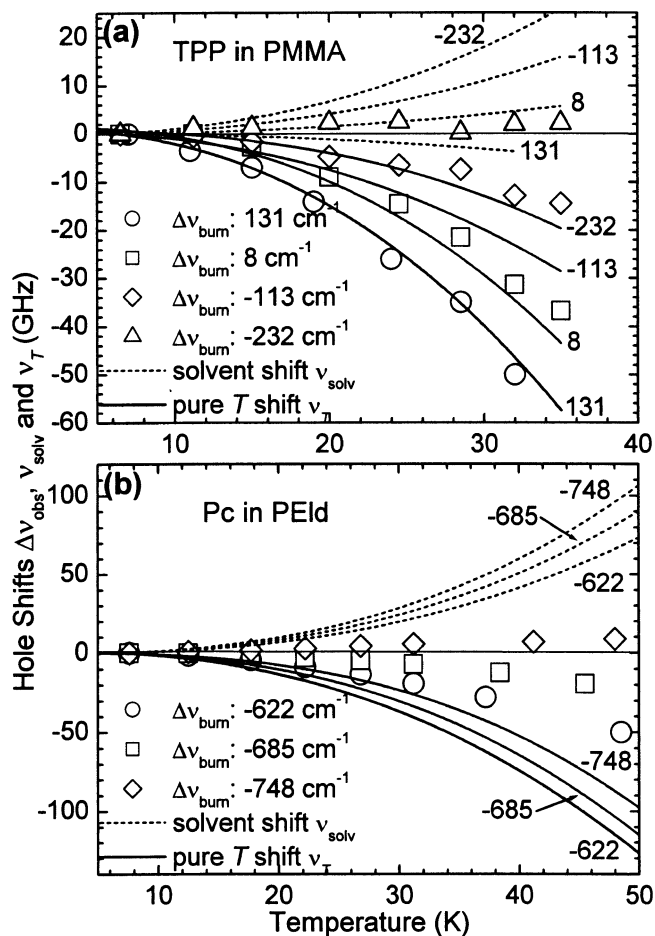 (a)
TPP in PMMA
20
10
0
-10
-20
-30
-40
-50
-60
-232
-113
8
131
-232
-113
8
131
Δν_burn: 131 cm⁻¹
Δν_burn: 8 cm⁻¹
Δν_burn: -113 cm⁻¹
Δν_burn: -232 cm⁻¹
solvent shift ν_solv
pure T shift ν_T
10 20 30 40
Hole Shifts Δν_obs, ν_solv and ν_T (GHz)
(b)
Pc in PEld
100
50
0
-50
-100
-748
-685
-622
-748
-685
-622
Δν_burn: -622 cm⁻¹
Δν_burn: -685 cm⁻¹
Δν_burn: -748 cm⁻¹
solvent shift ν_solv
pure T shift ν_T
10 20 30 40 50
Temperature (K)